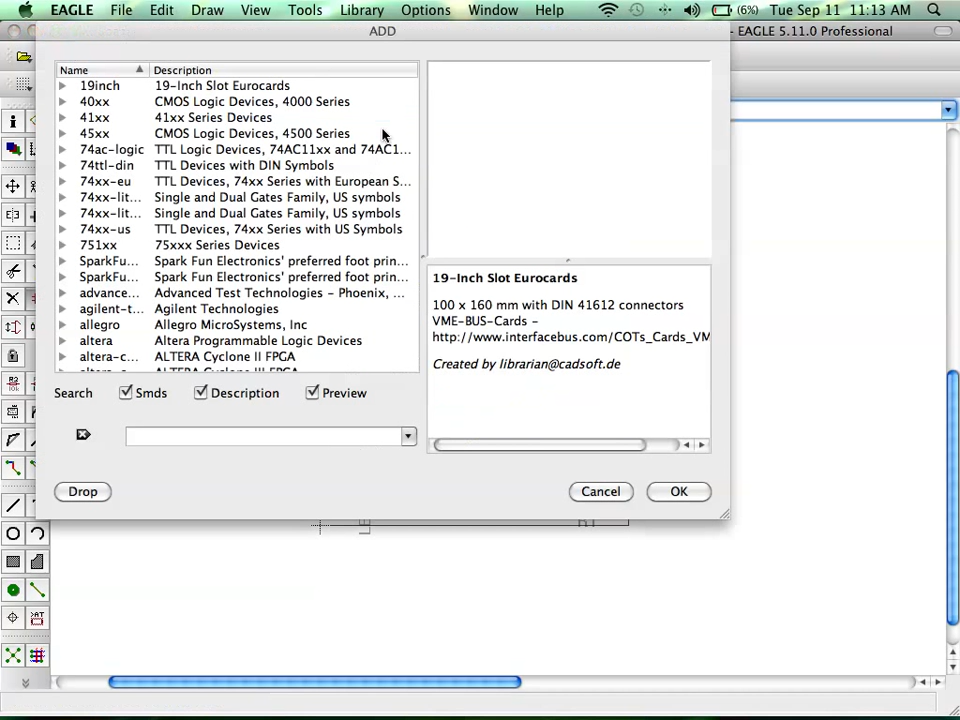 EAGLE File Edit Draw View Tools Library Options Window Help (6%) Tue Sep 11 11:13 AM
ADD
- EAGLE 5.11.0 Professional
Name Description
19inch 19-Inch Slot Eurocards
40xx CMOS Logic Devices, 4000 Series
41xx 41xx Series Devices
45xx CMOS Logic Devices, 4500 Series
74ac-logic TTL Logic Devices, 74AC11xx and 74AC1...
74ttl-din TTL Devices with DIN Symbols
74xx-eu TTL Devices, 74xx Series with European S...
74xx-lit... Single and Dual Gates Family, US symbols
74xx-lit... Single and Dual Gates Family, US symbols
74xx-us TTL Devices, 74xx Series with US Symbols
751xx 75xxx Series Devices
SparkFu... Spark Fun Electronics' preferred foot prin...
SparkFu... Spark Fun Electronics' preferred foot prin...
advance... Advanced Test Technologies - Phoenix, ...
agilent-t... Agilent Technologies
allegro Allegro MicroSystems, Inc
altera Altera Programmable Logic Devices
altera-c... ALTERA Cyclone II FPGA
altera-c... ALTERA Cyclone III FPGA
19-Inch Slot Eurocards
100 x 160 mm with DIN 41612 connectors
VME-BUS-Cards -
http://www.interfacebus.com/COTs_Cards_VM
Created by librarian@cadsoft.de
Search Smds Description Preview
Drop Cancel OK